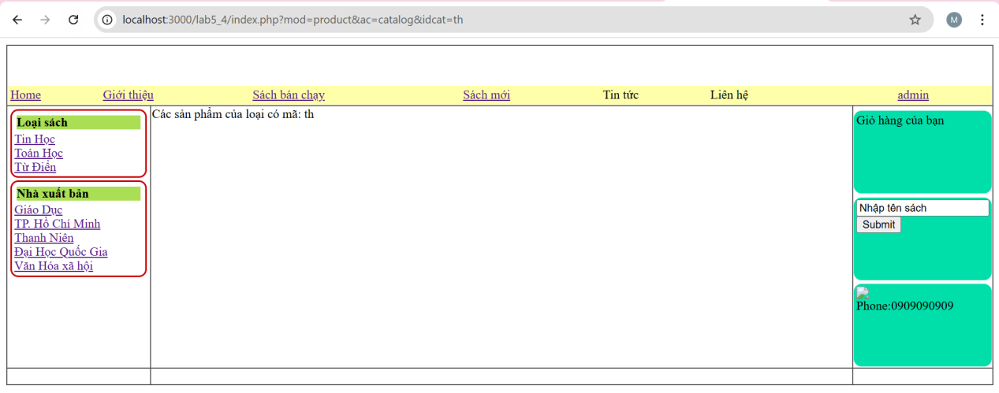 localhost:3000/lab5_4/index.php?mod=product&ac=catalog&idcat=th
M
Home Giới thiệu Sách bán chạy Sách mới Tin tức Liên hệ admin
Loại sách
Tin Học
Toán Học
Từ Điển
Nhà xuất bản
Giáo Dục
TP. Hồ Chí Minh
Thanh Niên
Đại Học Quốc Gia
Văn Hóa xã hội
Các sản phẩm của loại có mã: th
Giỏ hàng của bạn
Nhập tên sách
Submit
Phone:0909090909